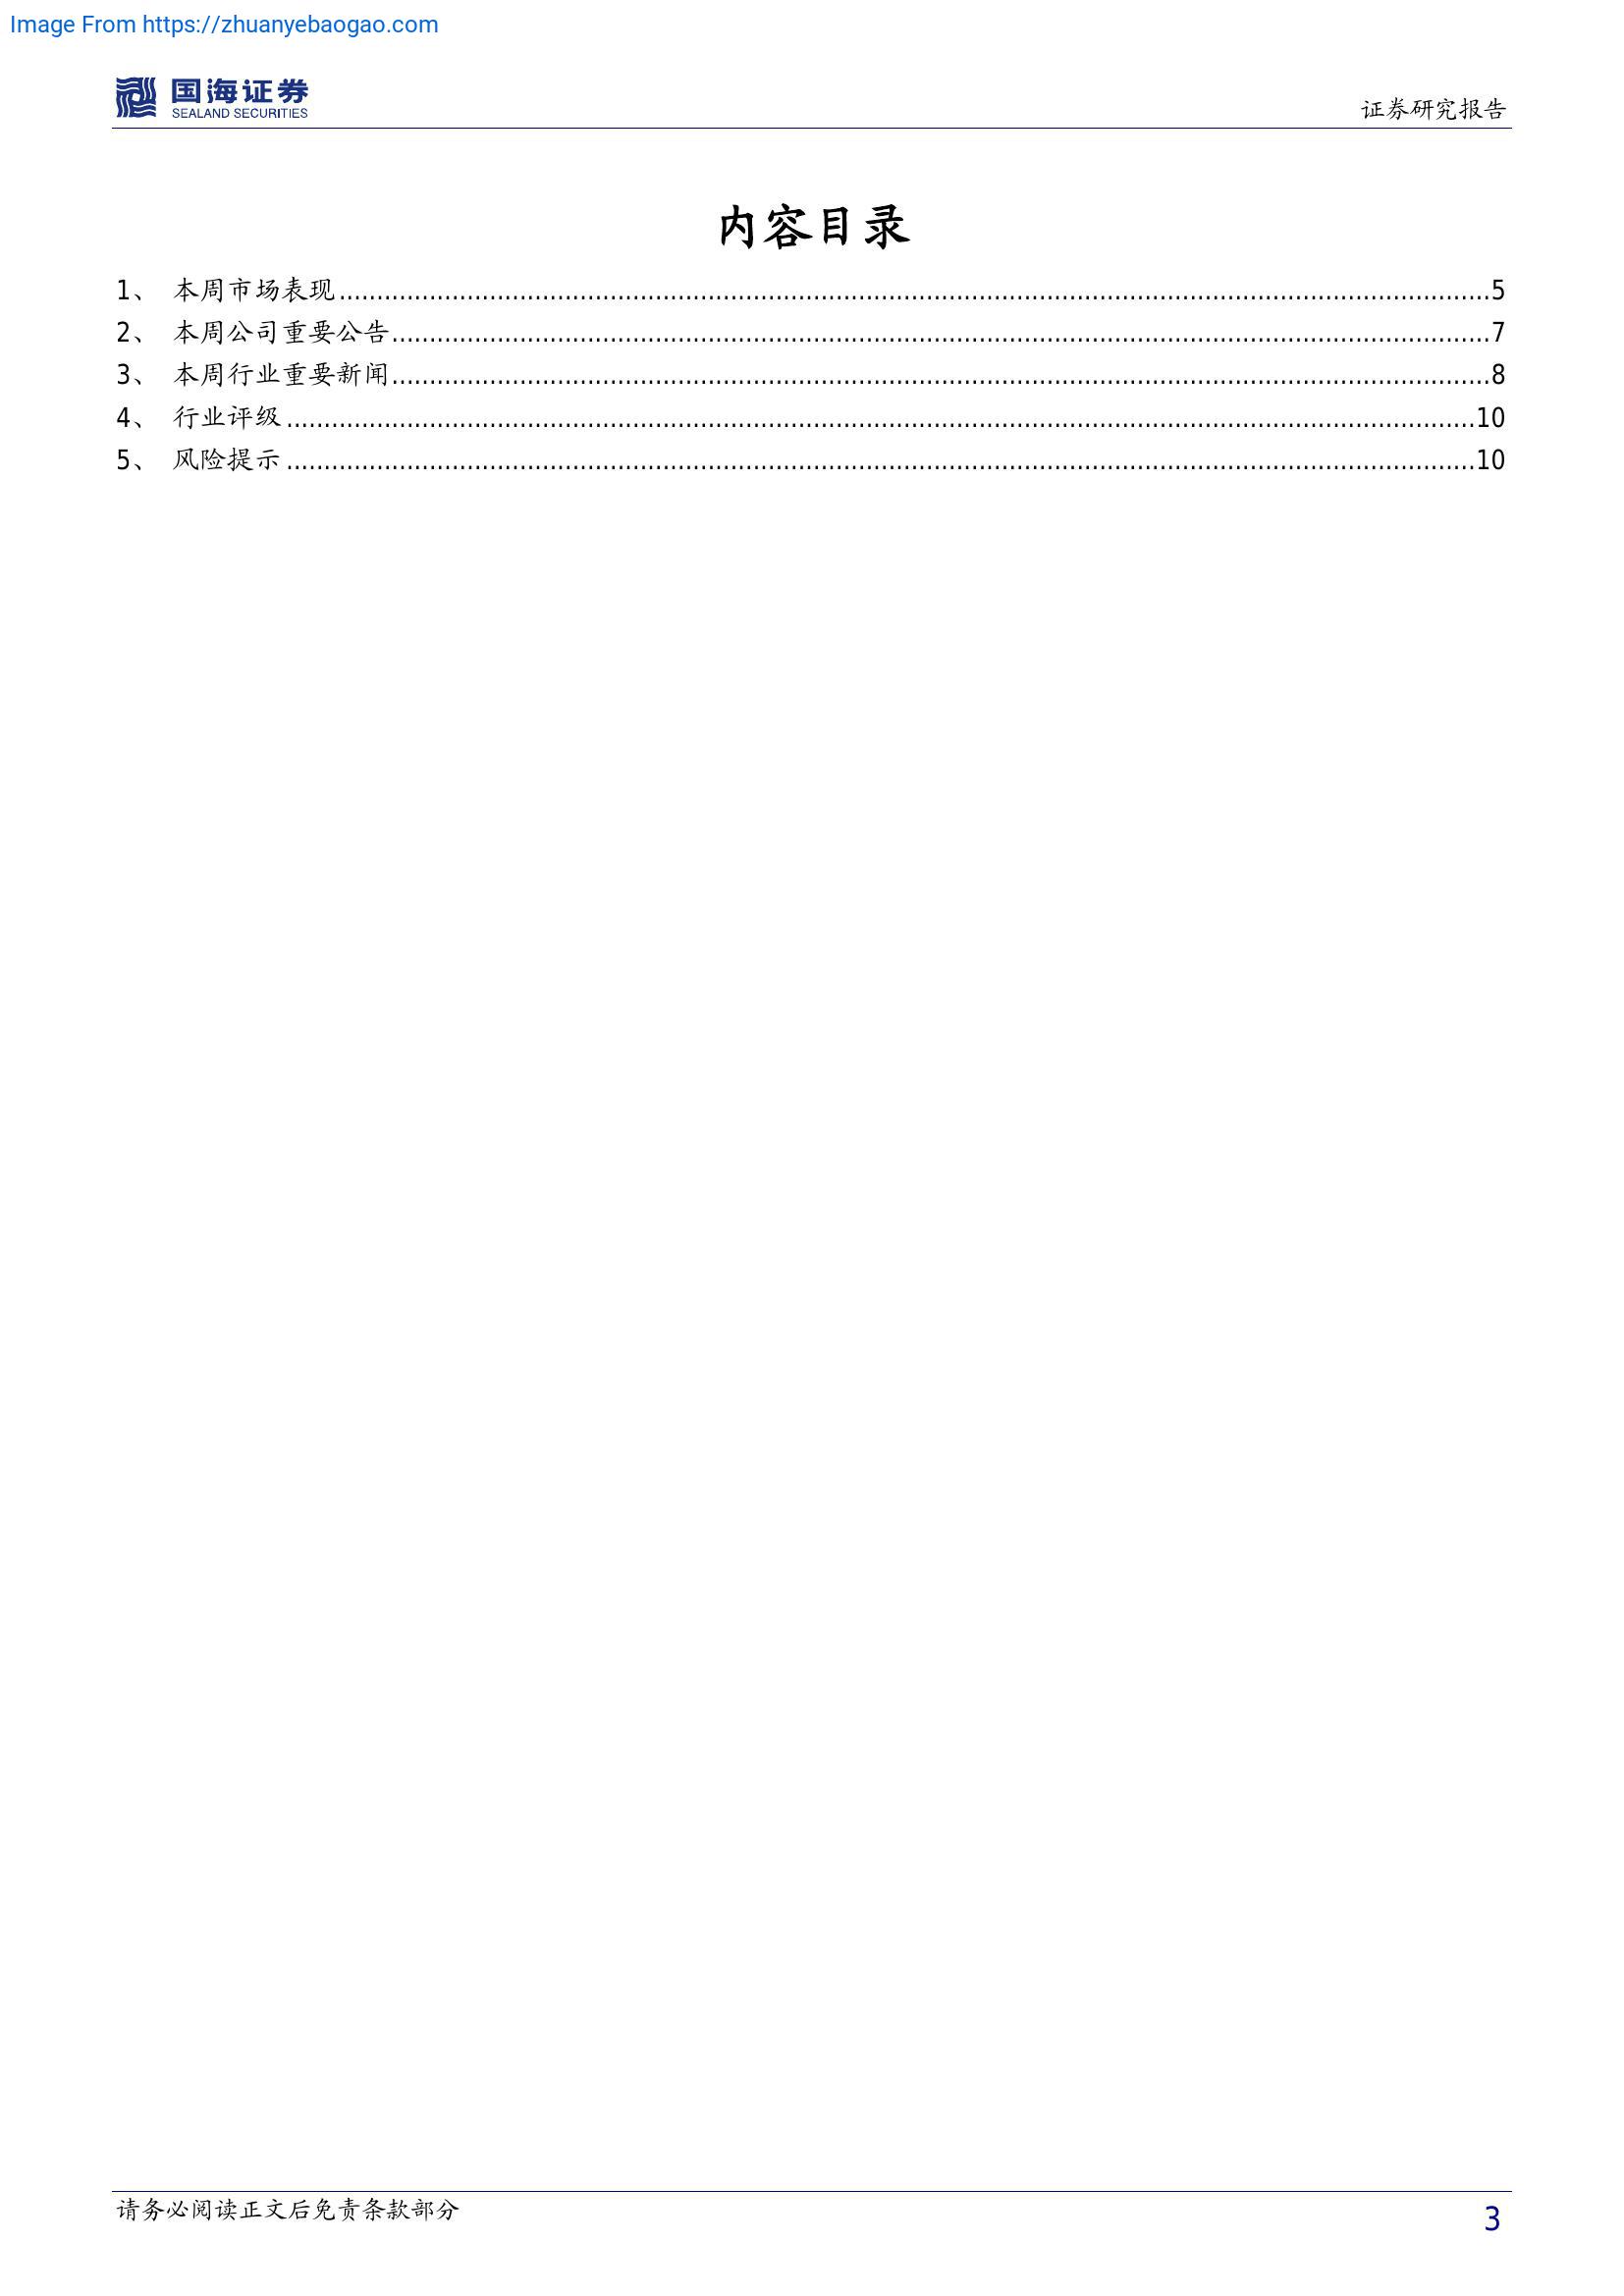 Image From https://zhuanyebaogao.com
国海证券
SEALAND SECURITIES
证券研究报告
内容目录
1、 本周市场表现........................................5
2、 本周公司重要公告........................................7
3、 本周行业重要新闻........................................8
4、 行业评级........................................10
5、 风险提示........................................10
请务必阅读正文后免责条款部分
3